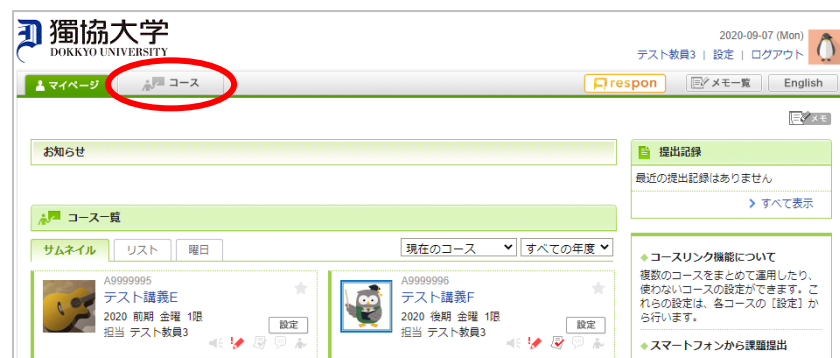 獨協大学
DOKKYO UNIVERSITY
2020-09-07 (Mon)
テスト教員3 | 設定 | ログアウト
マイページ
コース
respon
メモ一覧
English
メモ
お知らせ
提出記録
最近の提出記録はありません
すべて表示
コース一覧
サムネイル
リスト
曜日
現在のコース
すべての年度
A9999995
テスト講義E
2020 前期 金曜 1限
担当 テスト教員3
設定
A9999996
テスト講義F
2020 後期 金曜 1限
担当 テスト教員3
設定
コースリンク機能について
複数のコースをまとめて運用したり、
使わないコースの設定ができます。こ
れらの設定は、各コースの［設定］か
ら行います。
スマートフォンから課題提出